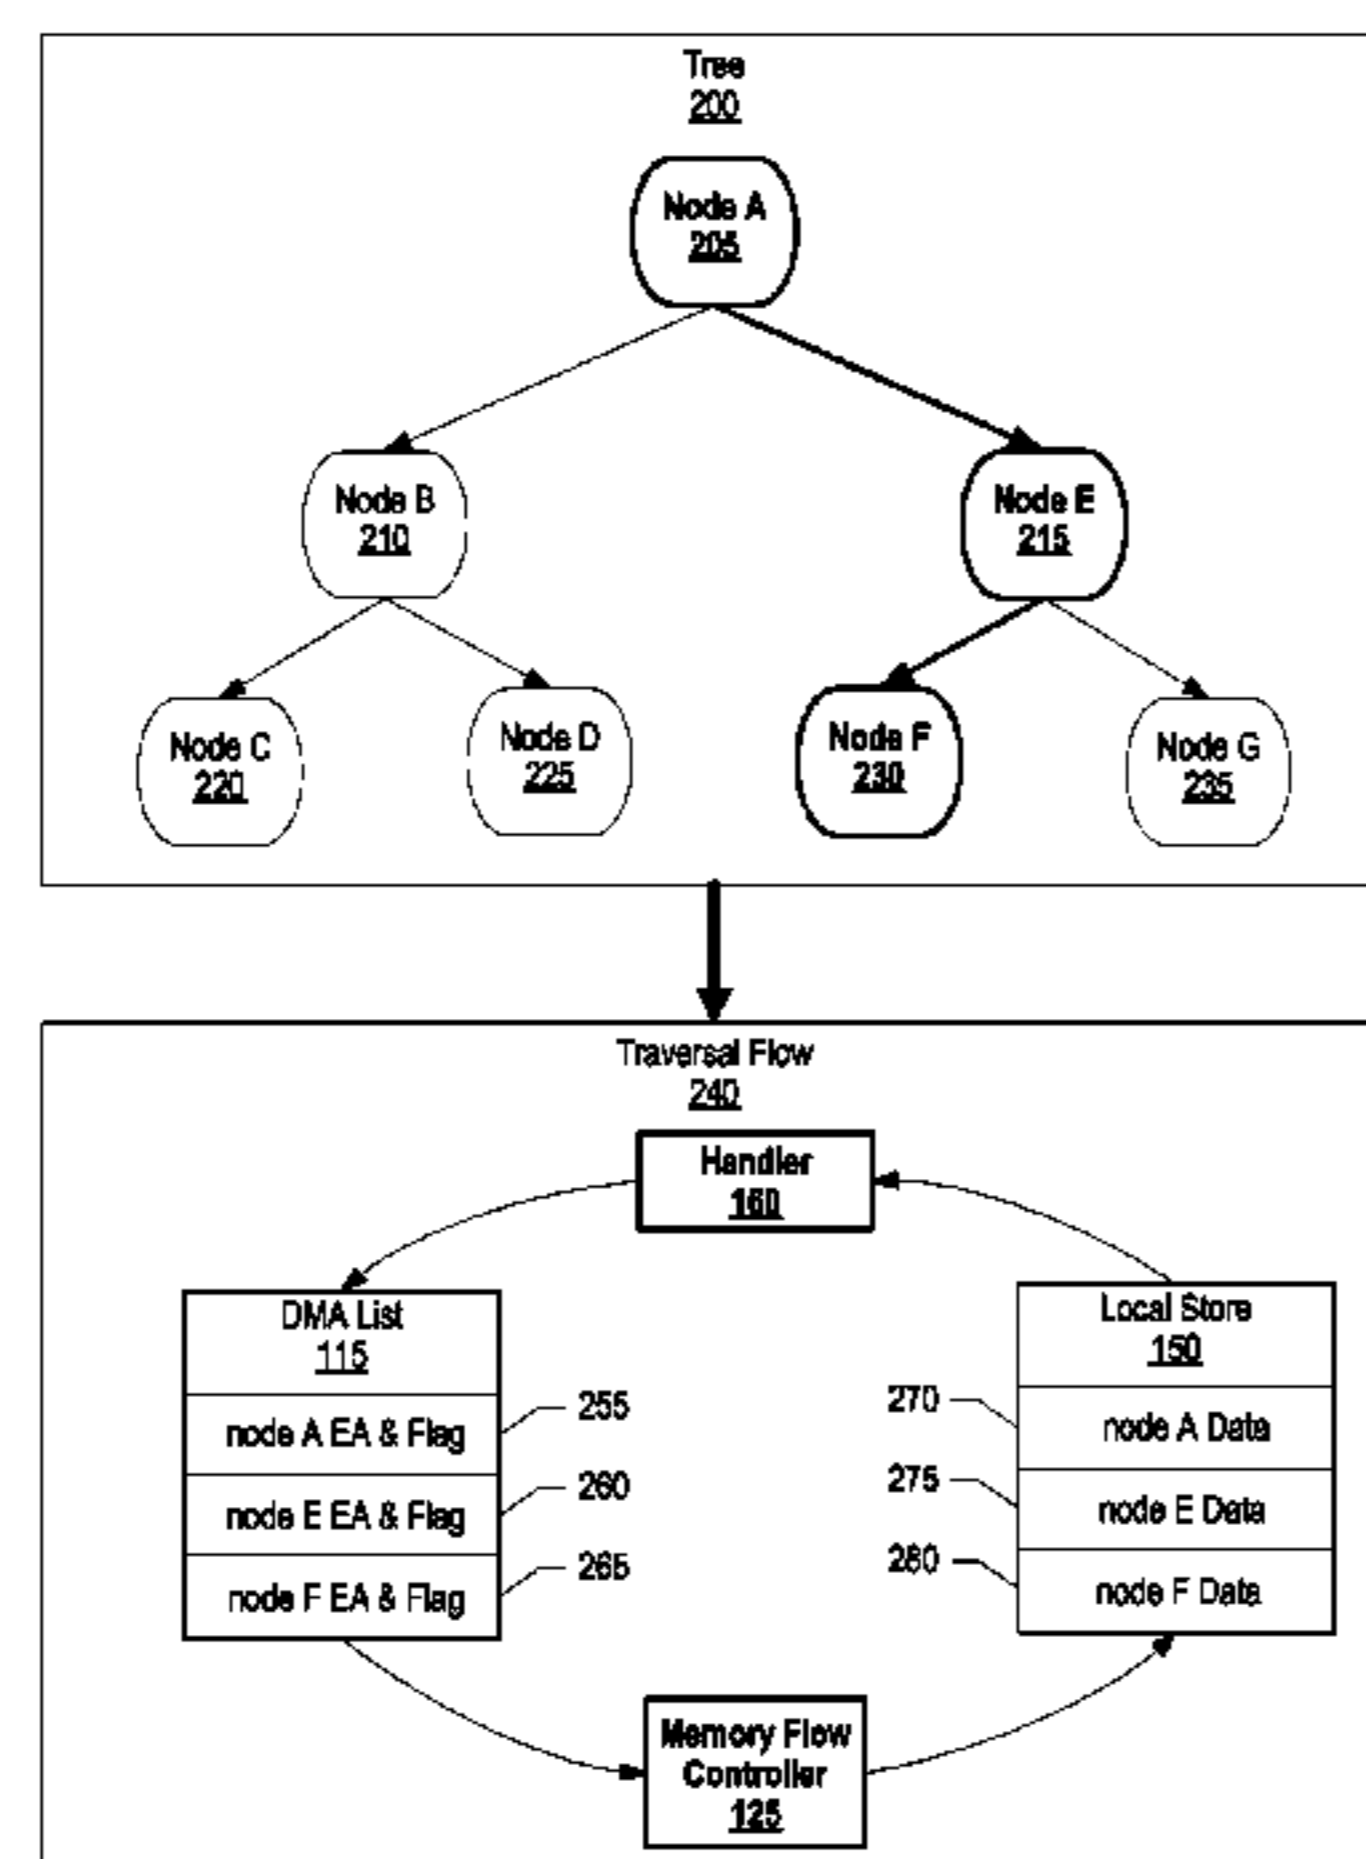 Tree
200
Node A
205
Node B
210
Node E
215
Node C
220
Node D
225
Node F
230
Node G
235
Traversal Flow
240
Handler
160
DMA List
115
node A EA & Flag
255
node E EA & Flag
260
node F EA & Flag
265
Local Store
150
270
node A Data
275
node E Data
280
node F Data
Memory Flow
Controller
125